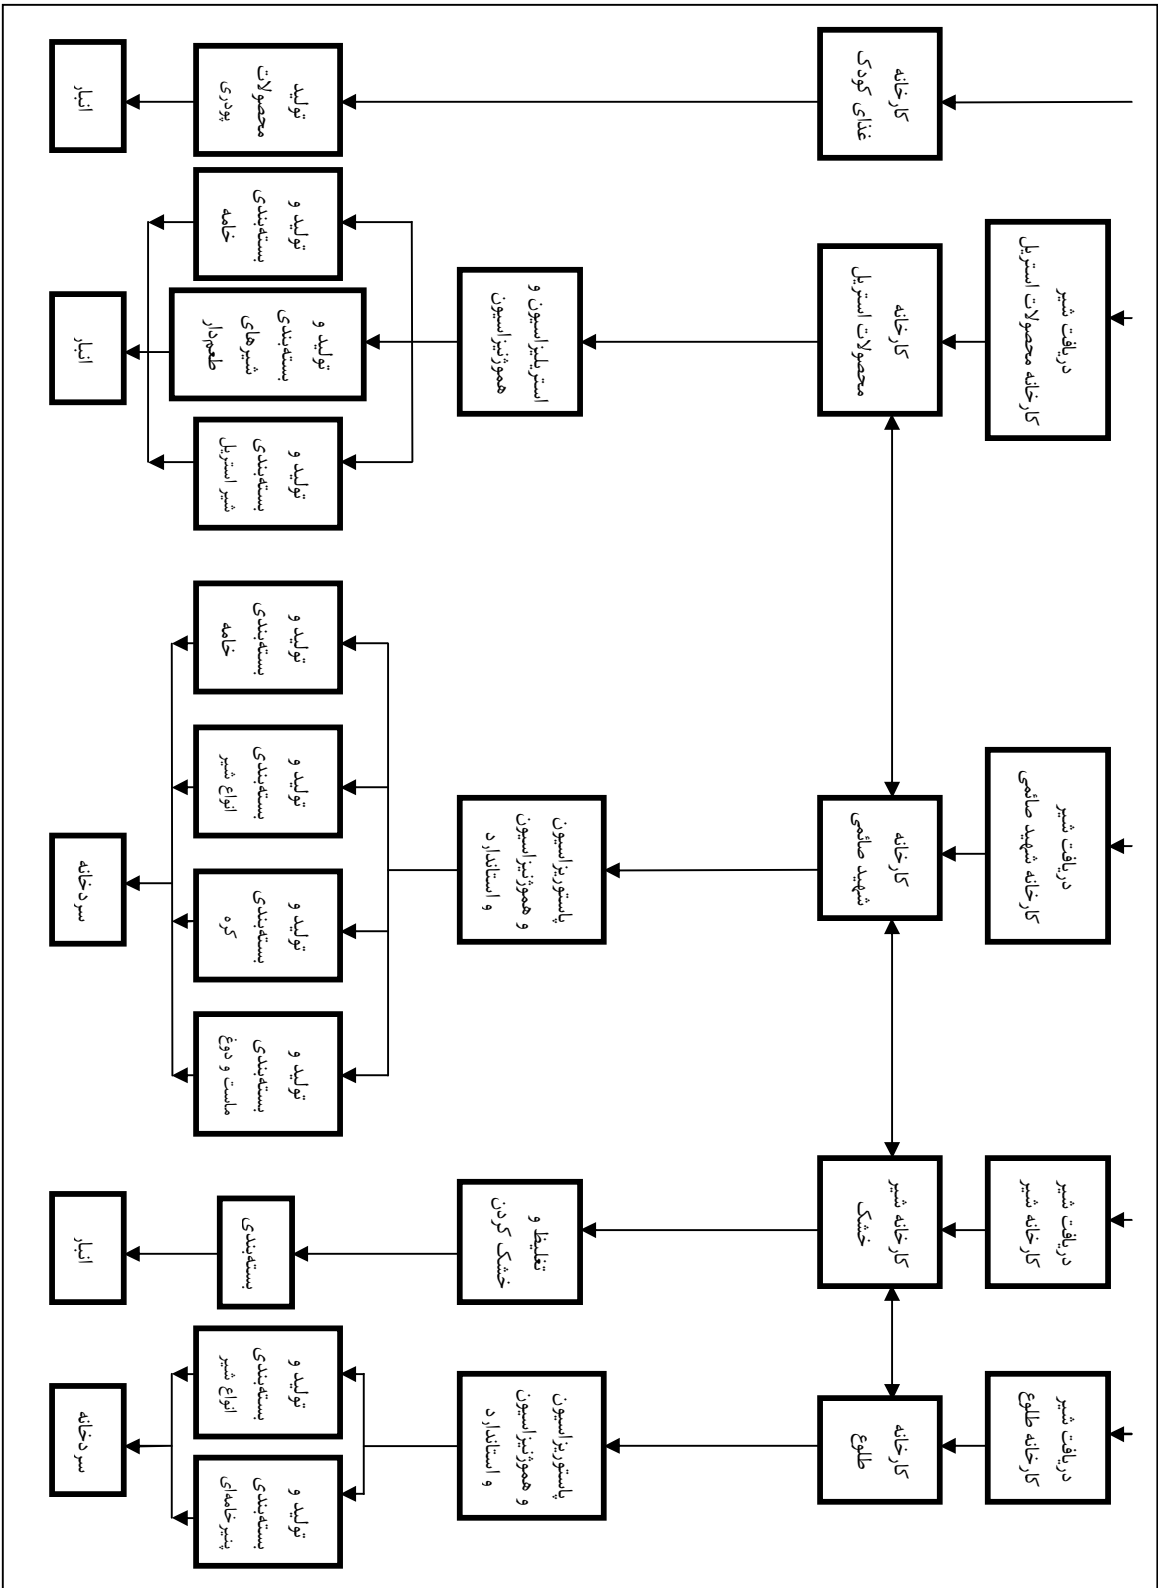 دریافت شیر
کارخانه طلوع
دریافت شیر
کارخانه شیر
دریافت شیر
کارخانه شهید صائمی
دریافت شیر
کارخانه محصولات استریل
کارخانه
طلوع
کارخانه شیر
خشک
کارخانه
شهید صائمی
کارخانه
محصولات استریل
کارخانه
غذای کودک
پاستوریزاسیون
و هموژنیزاسیون
و استاندارد
تغلیظ و
خشک کردن
پاستوریزاسیون
و هموژنیزاسیون
و استاندارد
استریلیزاسیون و
هموژنیزاسیون
تولید و
بسته‌بندی
پنیر خامه‌ای
تولید و
بسته‌بندی
انواع شیر
بسته‌بندی
تولید و
بسته‌بندی
ماست و دوغ
تولید و
بسته‌بندی
کره
تولید و
بسته‌بندی
انواع شیر
تولید و
بسته‌بندی
خامه
تولید و
بسته‌بندی
شیر استریل
تولید و
بسته‌بندی
شیرهای
طعم‌دار
تولید و
بسته‌بندی
خامه
تولید
محصولات
پودری
سردخانه
انبار
سردخانه
انبار
انبار